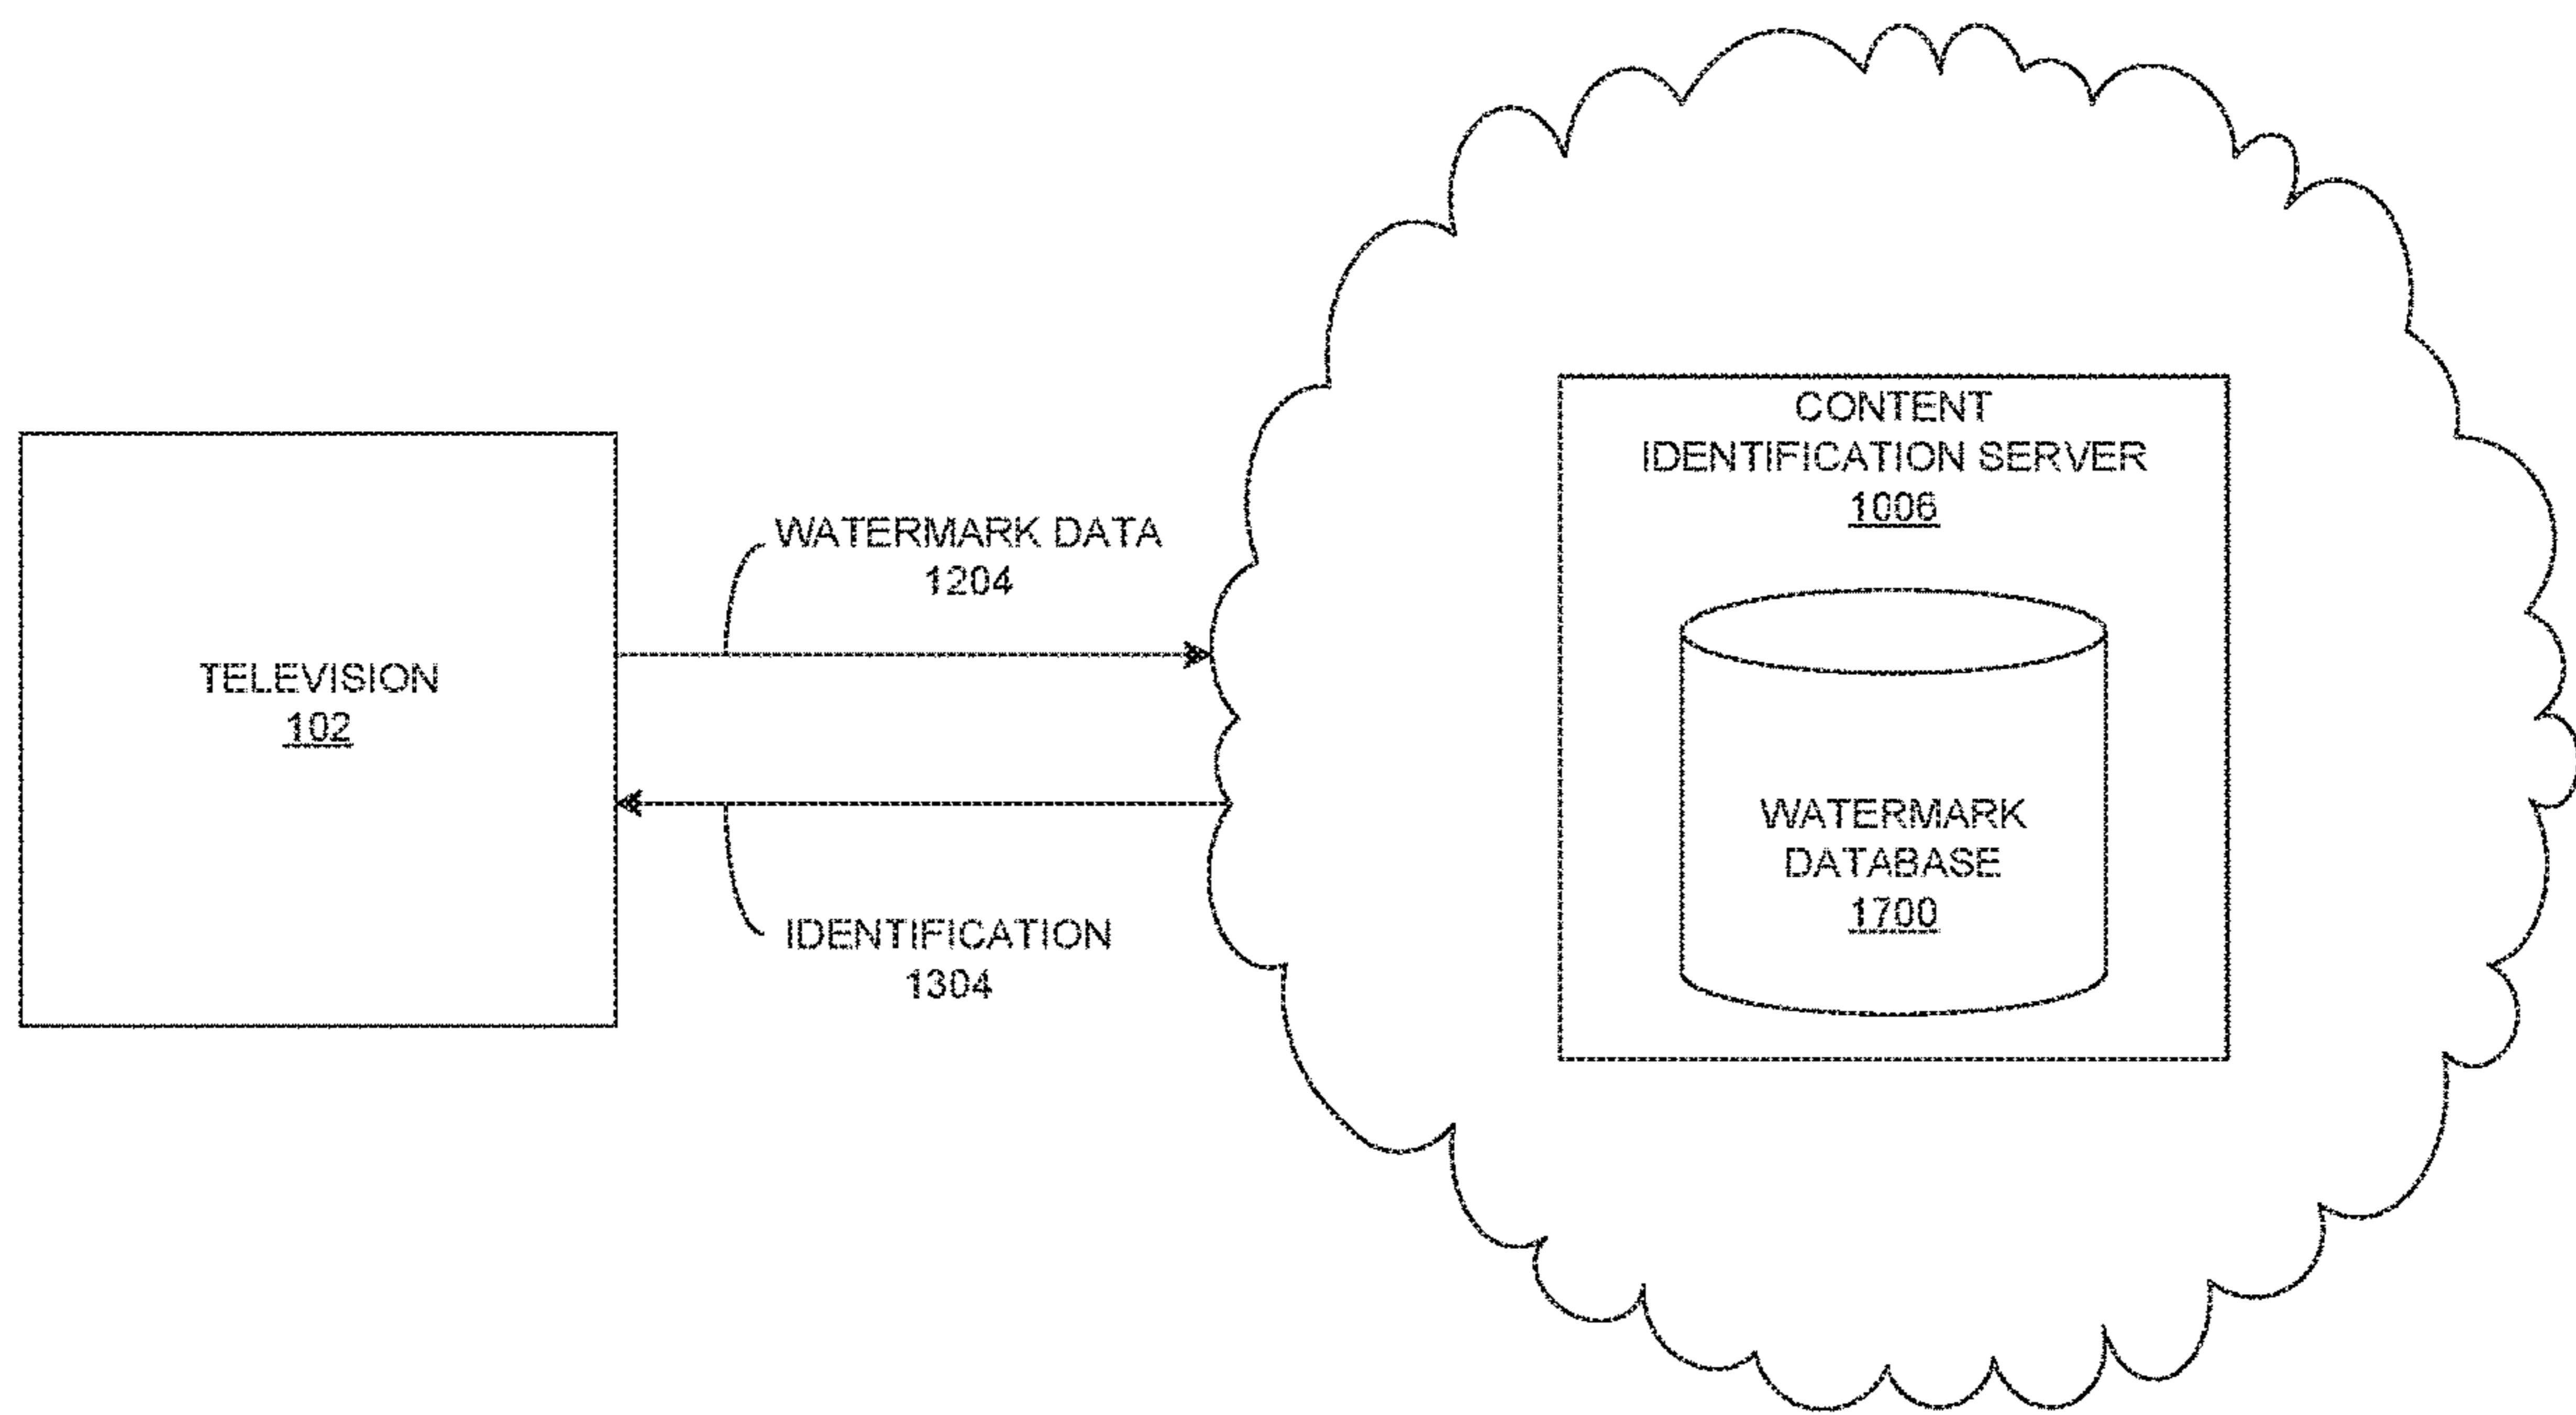 TELEVISION
102
WATERMARK DATA
1204
IDENTIFICATION
1304
CONTENT
IDENTIFICATION SERVER
1006
WATERMARK
DATABASE
1700